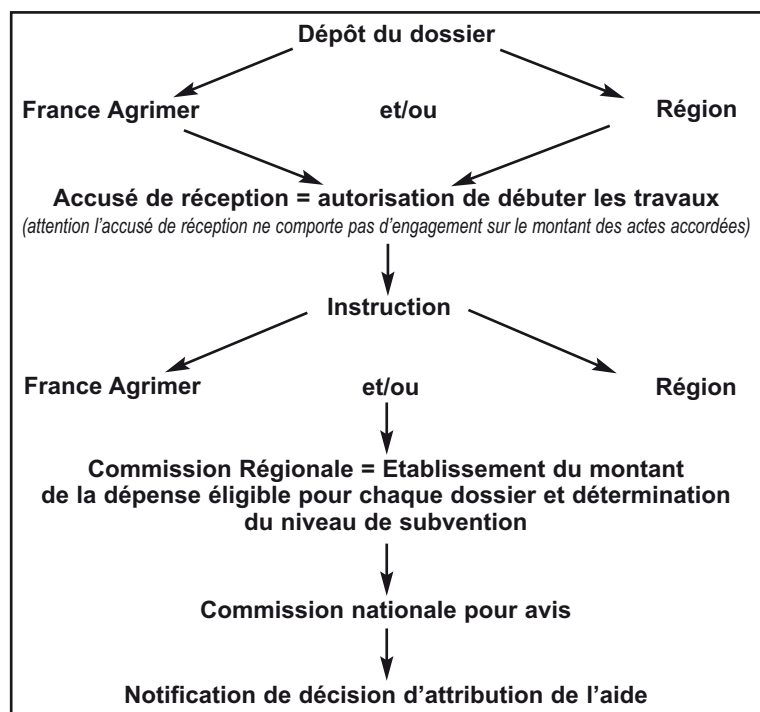 Dépôt du dossier
France Agrimer et/ou Région
Accusé de réception = autorisation de débuter les travaux
(attention l'accusé de réception ne comporte pas d'engagement sur le montant des actes accordées)
Instruction
France Agrimer et/ou Région
Commission Régionale = Etablissement du montant
de la dépense éligible pour chaque dossier et détermination
du niveau de subvention
Commission nationale pour avis
Notification de décision d'attribution de l'aide